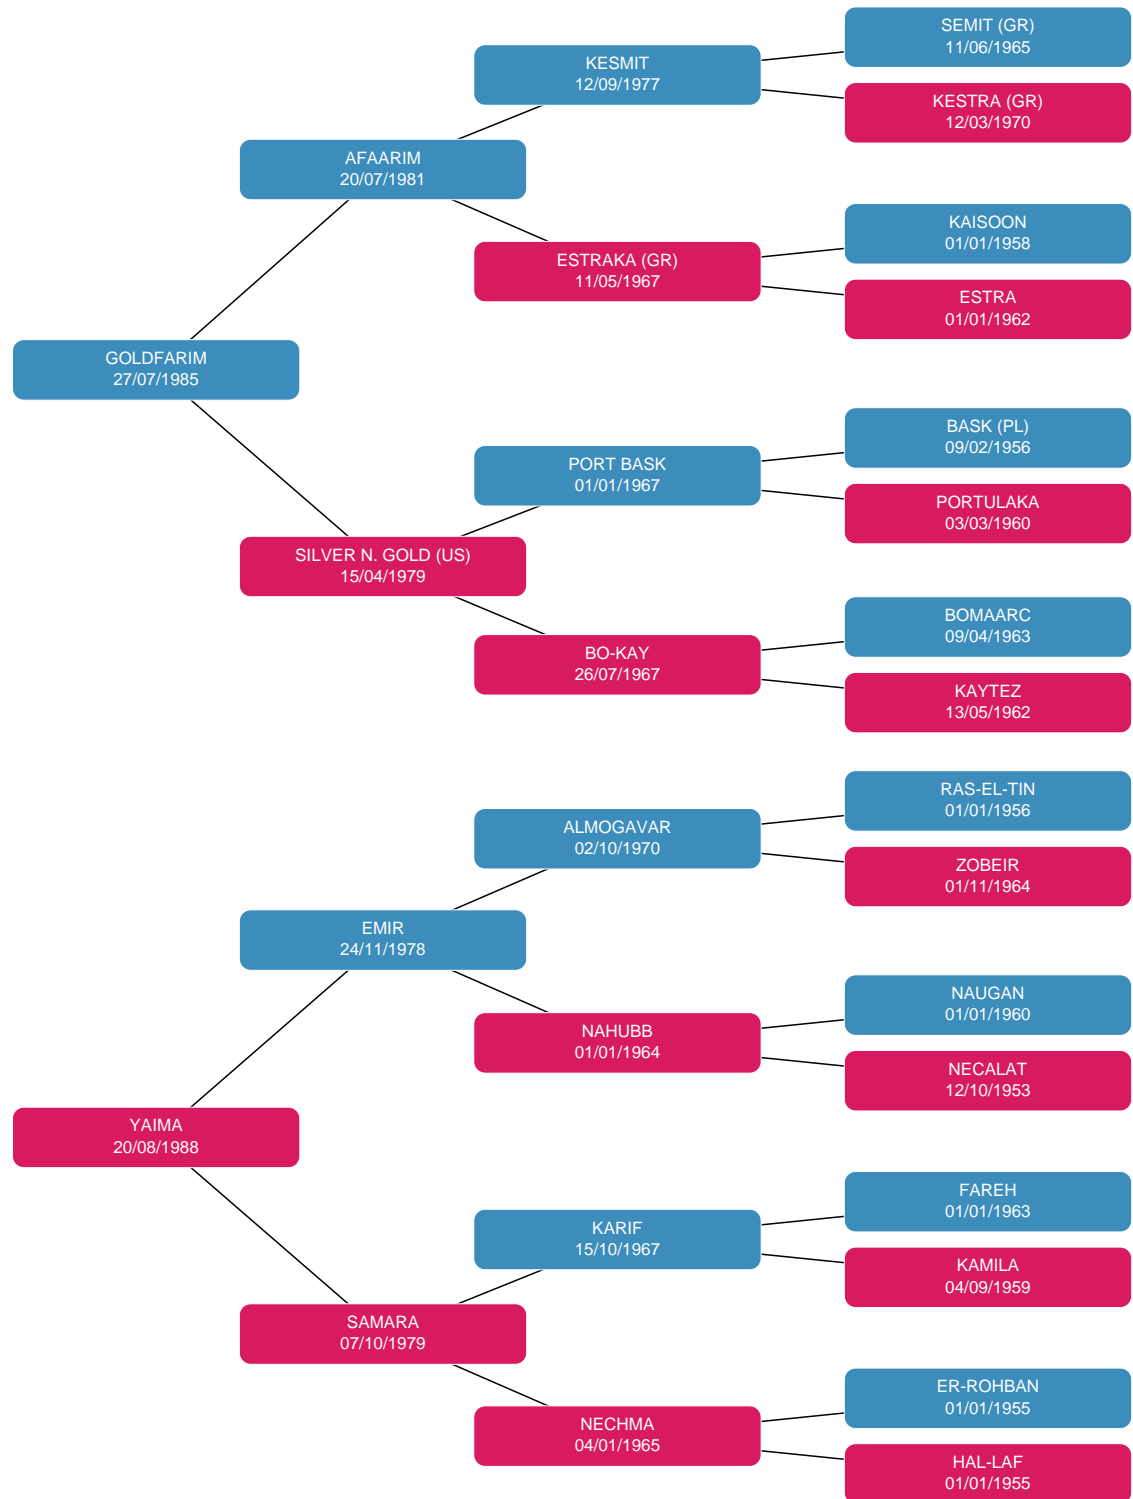 SEMIT (GR)
11/06/1965
KESMIT
12/09/1977
KESTRA (GR)
12/03/1970
AFAARIM
20/07/1981
KAISOON
01/01/1958
ESTRAKA (GR)
11/05/1967
ESTRA
01/01/1962
GOLDFARIM
27/07/1985
BASK (PL)
09/02/1956
PORT BASK
01/01/1967
PORTULAKA
03/03/1960
SILVER N. GOLD (US)
15/04/1979
BOMAARC
09/04/1963
BO-KAY
26/07/1967
KAYTEZ
13/05/1962
RAS-EL-TIN
01/01/1956
ALMOGAVAR
02/10/1970
ZOBEIR
01/11/1964
EMIR
24/11/1978
NAUGAN
01/01/1960
NAHUBB
01/01/1964
NECALAT
12/10/1953
YAIMA
20/08/1988
FAREH
01/01/1963
KARIF
15/10/1967
KAMILA
04/09/1959
SAMARA
07/10/1979
ER-ROHBAN
01/01/1955
NECHMA
04/01/1965
HAL-LAF
01/01/1955